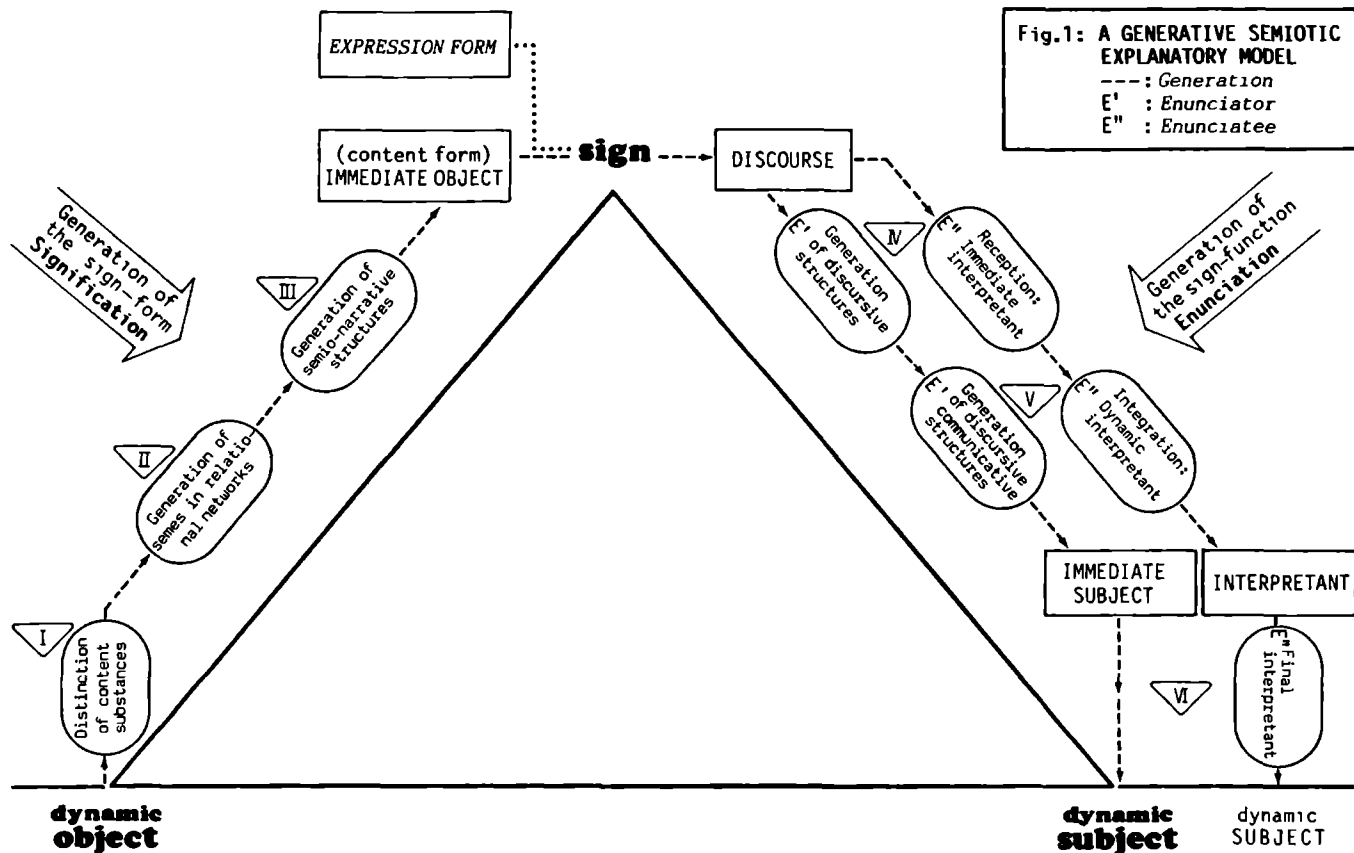 Fig.1: A GENERATIVE SEMIOTIC
EXPLANATORY MODEL
---: Generation
E' : Enunciator
E" : Enunciatee
EXPRESSION FORM
(content form)
IMMEDIATE OBJECT
sign
DISCOURSE
Generation of
the sign-form
Signification
Generation of
the sign-function
Enunciation
III
Generation of
semio-narrative
structures
II
Generation of
semes in relatio-
nal networks
I
Distinction
of content
substances
IV
E' Generation
of discursive
structures
E" Reception:
Immediate
interpretant
V
E' Generation
of discursive
communicative
structures
E" Integration:
Dynamic
interpretant
IMMEDIATE
SUBJECT
INTERPRETANT
VI
E" Final
interpretant
dynamic
object
dynamic
subject
dynamic
SUBJECT